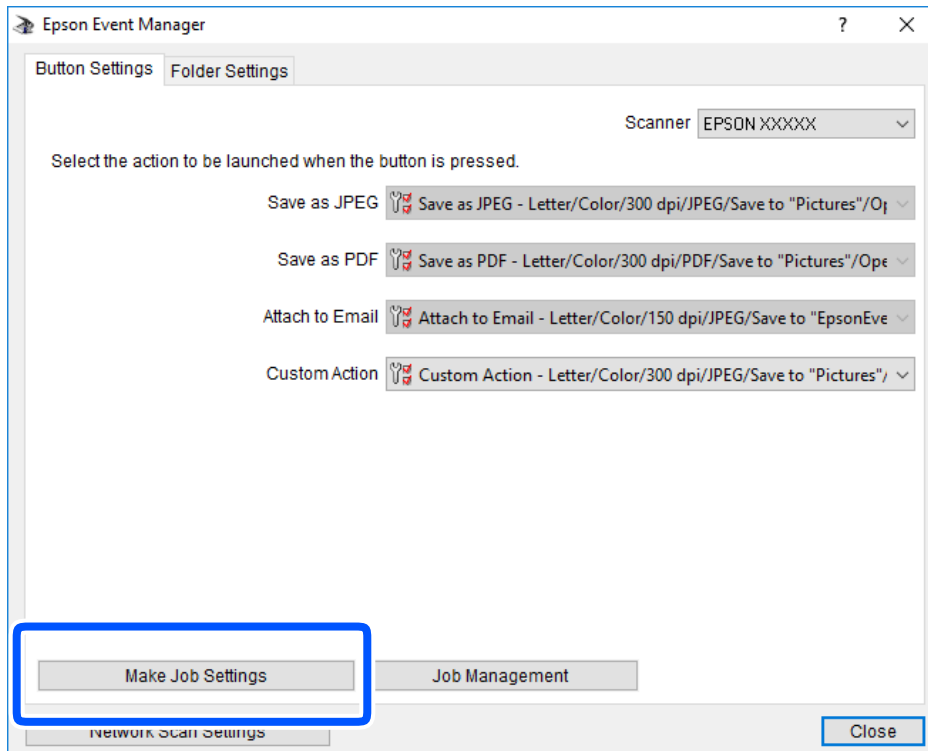 Epson Event Manager
Button Settings
Folder Settings
Scanner EPSON XXXXX
Select the action to be launched when the button is pressed.
Save as JPEG Save as JPEG - Letter/Color/300 dpi/JPEG/Save to "Pictures"/Op
Save as PDF Save as PDF - Letter/Color/300 dpi/PDF/Save to "Pictures"/Ope
Attach to Email Attach to Email - Letter/Color/150 dpi/JPEG/Save to "EpsonEve
Custom Action Custom Action - Letter/Color/300 dpi/JPEG/Save to "Pictures"/
Make Job Settings
Job Management
Network Scan Settings
Close